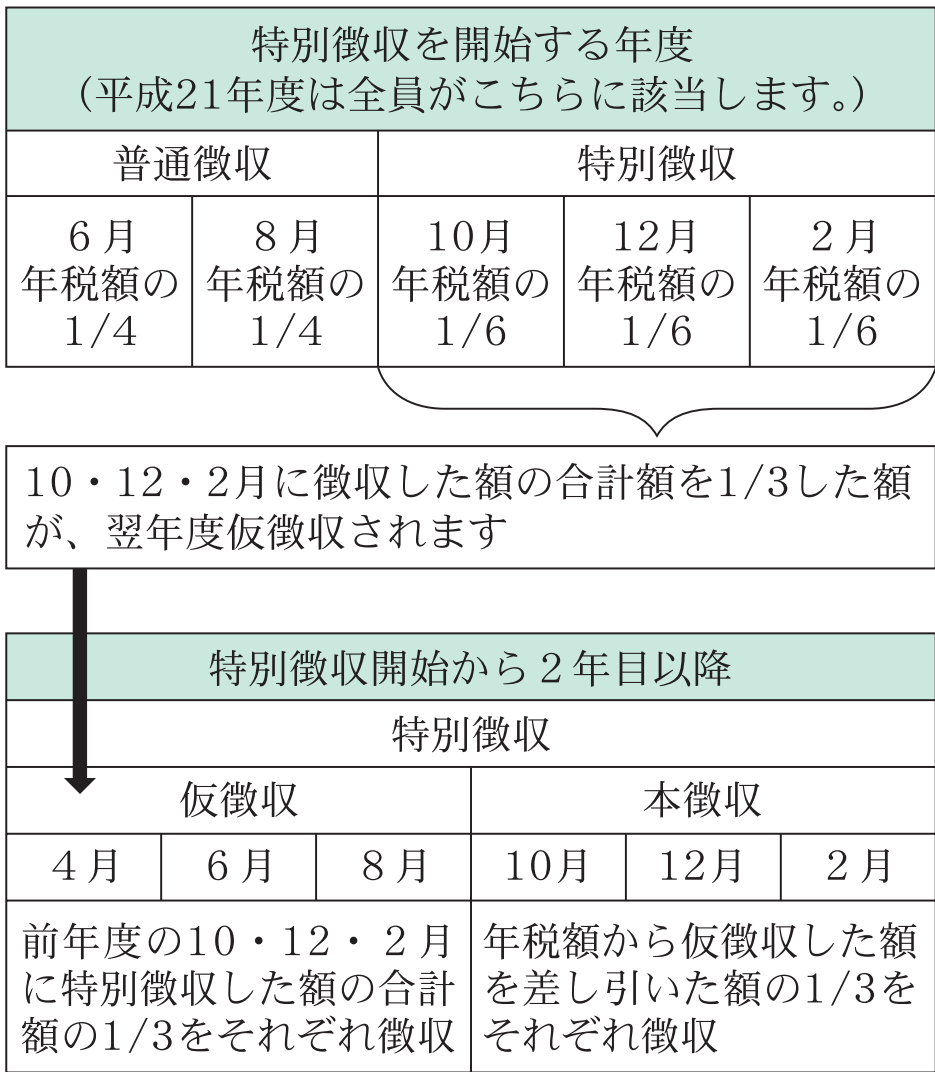 特別徴収を開始する年度
（平成21年度は全員がこちらに該当します。）
普通徴収
特別徴収
6月
年税額の
1/4
8月
年税額の
1/4
10月
年税額の
1/6
12月
年税額の
1/6
2月
年税額の
1/6
10・12・2月に徴収した額の合計額を1/3した額
が、翌年度仮徴収されます
特別徴収開始から2年目以降
特別徴収
仮徴収
本徴収
4月
6月
8月
10月
12月
2月
前年度の10・12・2月
に特別徴収した額の合計
額の1/3をそれぞれ徴収
年税額から仮徴収した額
を差し引いた額の1/3を
それぞれ徴収